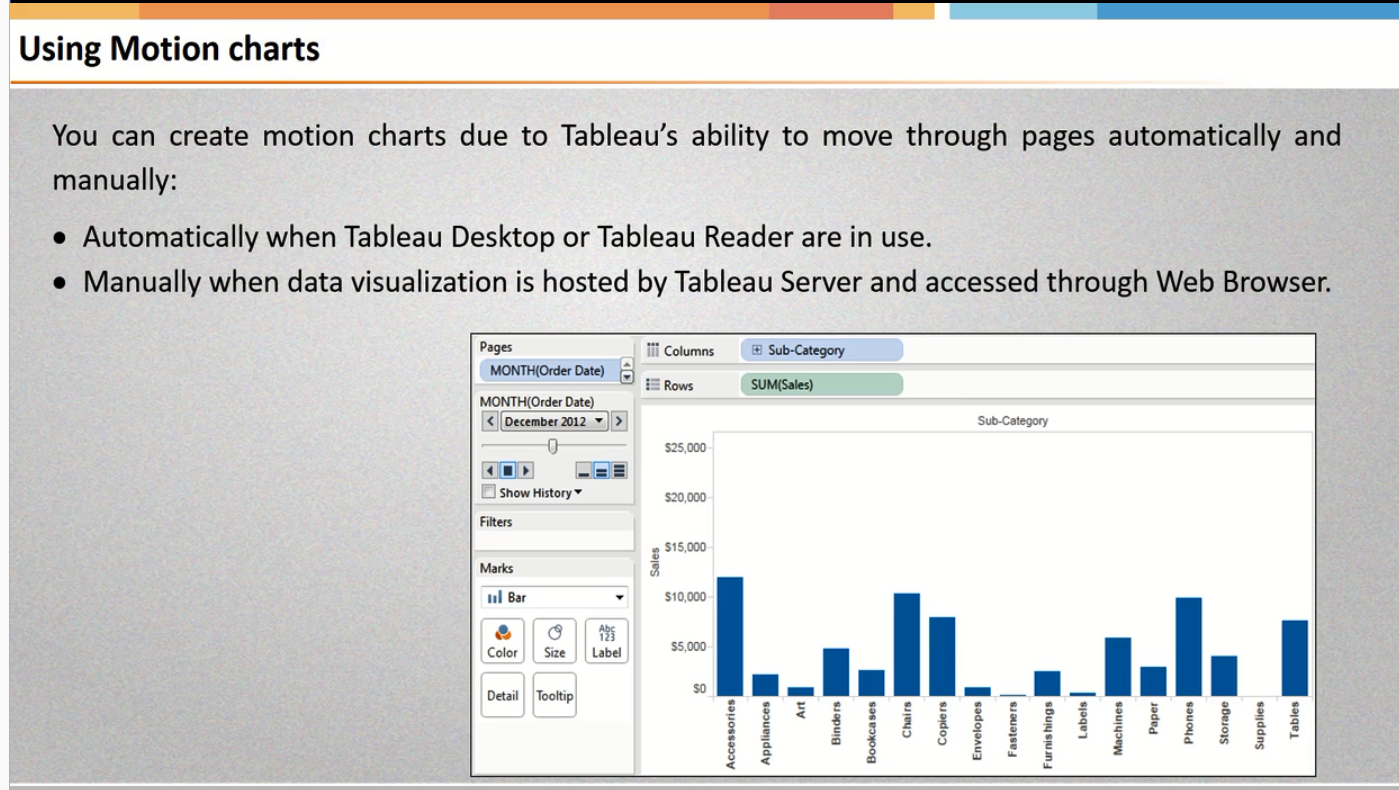 Using Motion charts
You can create motion charts due to Tableau's ability to move through pages automatically and
manually:
• Automatically when Tableau Desktop or Tableau Reader are in use.
• Manually when data visualization is hosted by Tableau Server and accessed through Web Browser.
Pages
MONTH(Order Date)
MONTH(Order Date)
December 2012
Show History
Filters
Marks
Bar
Color
Size
Abc
123
Label
Detail
Tooltip
Columns
Sub-Category
Rows
SUM(Sales)
Sub-Category
Sales
$25,000
$20,000
$15,000
$10,000
$5,000
$0
Accessories
Appliances
Art
Binders
Bookcases
Chairs
Copiers
Envelopes
Fasteners
Furnishings
Labels
Machines
Paper
Phones
Storage
Supplies
Tables